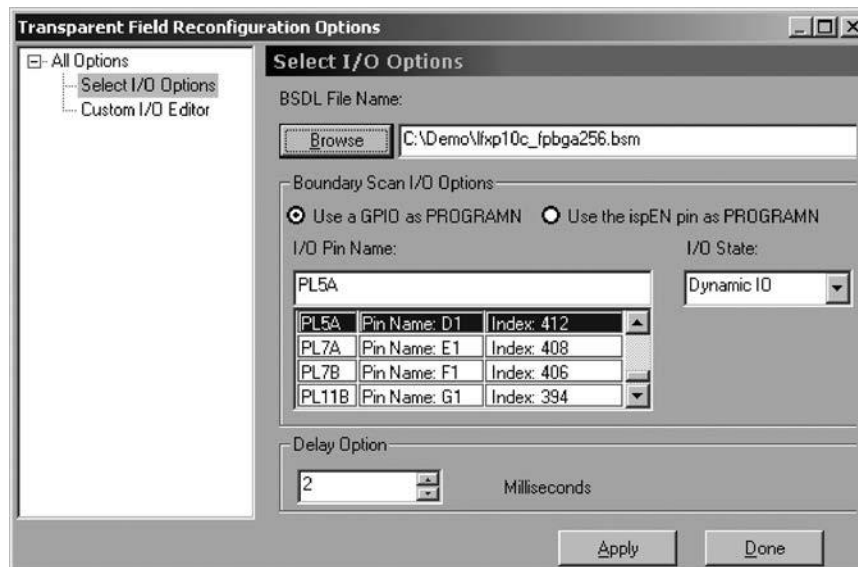 Transparent Field Reconfiguration Options
All Options
Select I/O Options
Custom I/O Editor
Select I/O Options
BSDL File Name:
Browse
C:\Demo\lfxp10c_fpbga256.bsm
Boundary Scan I/O Options
Use a GPIO as PROGRAMN Use the ispEN pin as PROGRAMN
I/O Pin Name: I/O State:
PL5A Dynamic IO
PL5A Pin Name: D1 Index: 412
PL7A Pin Name: E1 Index: 408
PL7B Pin Name: F1 Index: 406
PL11B Pin Name: G1 Index: 394
Delay Option
2 Milliseconds
Apply Done